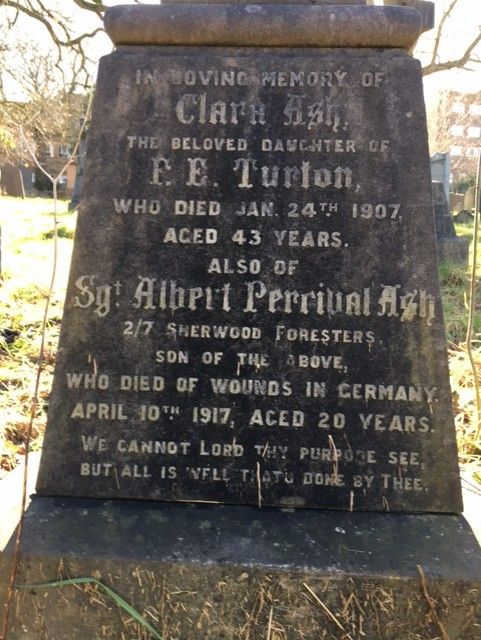 IN LOVING MEMORY OF
Clara Ash,
THE BELOVED DAUGHTER OF
F. E. Turton,
WHO DIED JAN. 24TH 1907,
AGED 43 YEARS.
ALSO OF
Sgt Albert Percival Ash
2/7 SHERWOOD FORESTERS,
SON OF THE ABOVE,
WHO DIED OF WOUNDS IN GERMANY,
APRIL 10TH 1917, AGED 20 YEARS.
WE CANNOT LORD THY PURPOSE SEE,
BUT ALL IS WELL THATS DONE BY THEE.